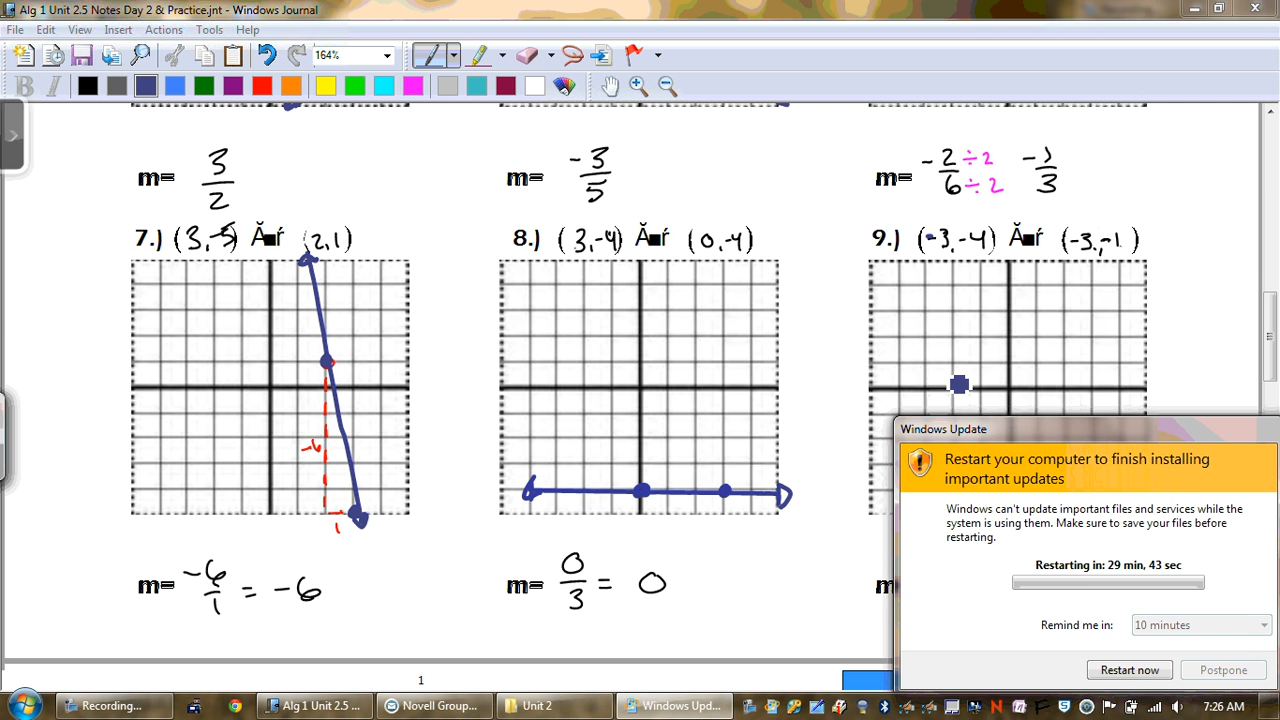 Alg 1 Unit 2.5 Notes Day 2 & Practice.jnt - Windows Journal
File Edit View Insert Actions Tools Help
164%
B I
m= 3/2
m= -3/5
m= -2÷2/6÷2 -1/3
7.) (3,-5) Ă■ŕ (2,1)
8.) (3,-4) Ă■ŕ (0,-4)
9.) (-3,-4) Ă■ŕ (-3,-1)
-6
1
m= -6/1 = -6
m= 0/3 = 0
m
Windows Update
Restart your computer to finish installing
important updates
Windows can't update important files and services while the
system is using them. Make sure to save your files before
restarting.
Restarting in: 29 min, 43 sec
Remind me in: 10 minutes
Restart now Postpone
1
Recording... Alg 1 Unit 2.5 ... Novell Group... Unit 2 Windows Upd... 7:26 AM